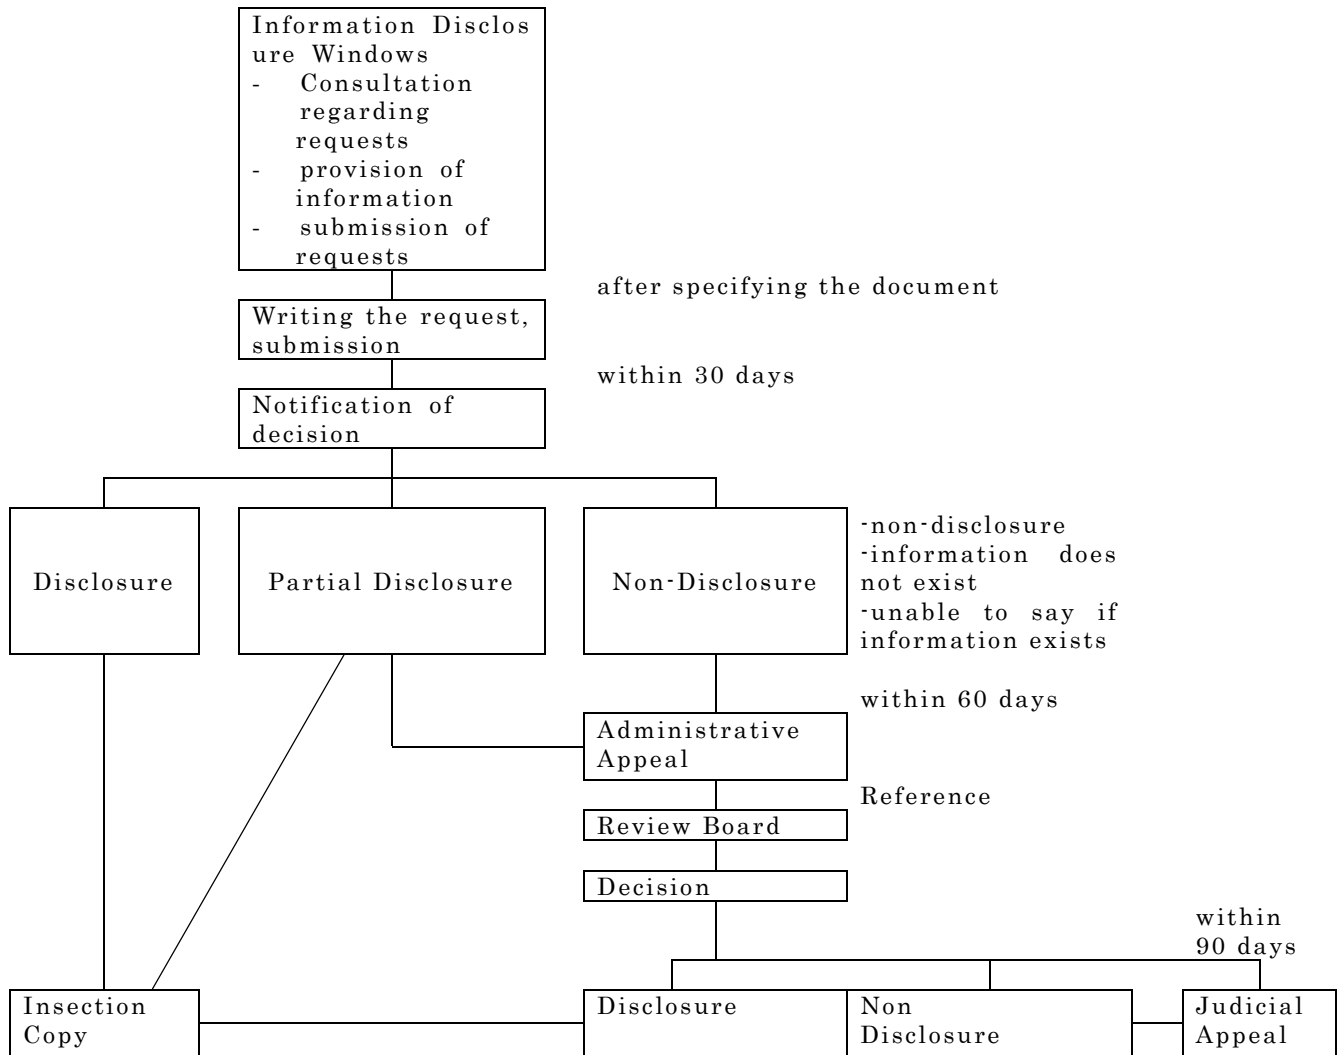 Information Disclos
ure Windows
- Consultation
regarding
requests
- provision of
information
- submission of
requests
after specifying the document
Writing the request,
submission
within 30 days
Notification of
decision
Disclosure
Partial Disclosure
Non-Disclosure
-non-disclosure
-information does
not exist
-unable to say if
information exists
within 60 days
Administrative
Appeal
Reference
Review Board
Decision
within
90 days
Insection
Copy
Disclosure
Non
Disclosure
Judicial
Appeal